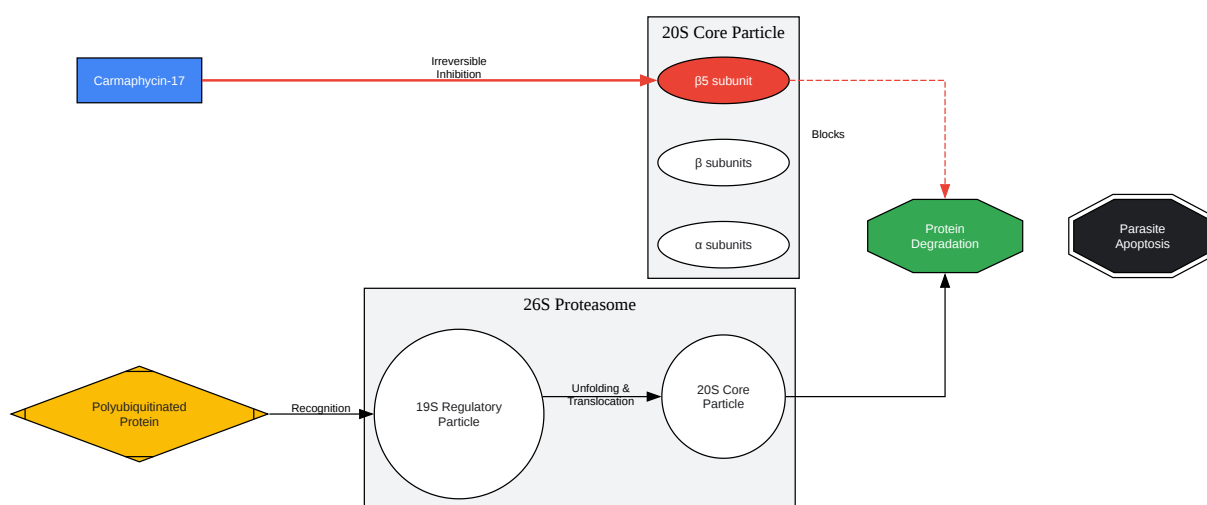 20S Core Particle
Carmaphycin-17
Irreversible
Inhibition
β5 subunit
Blocks
β subunits
α subunits
Protein
Degradation
Parasite
Apoptosis
26S Proteasome
Polyubiquitinated
Protein
Recognition
19S Regulatory
Particle
Unfolding &
Translocation
20S Core
Particle